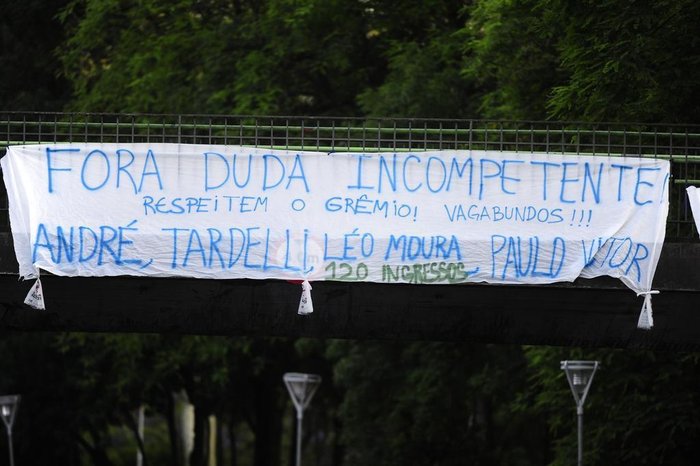 FORA DUDA INCOMPETENTE!
RESPEITEM O GRÊMIO! VAGABUNDOS!!!
ANDRÉ, TARDELLI, LÉO MOURA, PAULO VITOR
120 INGRESSOS